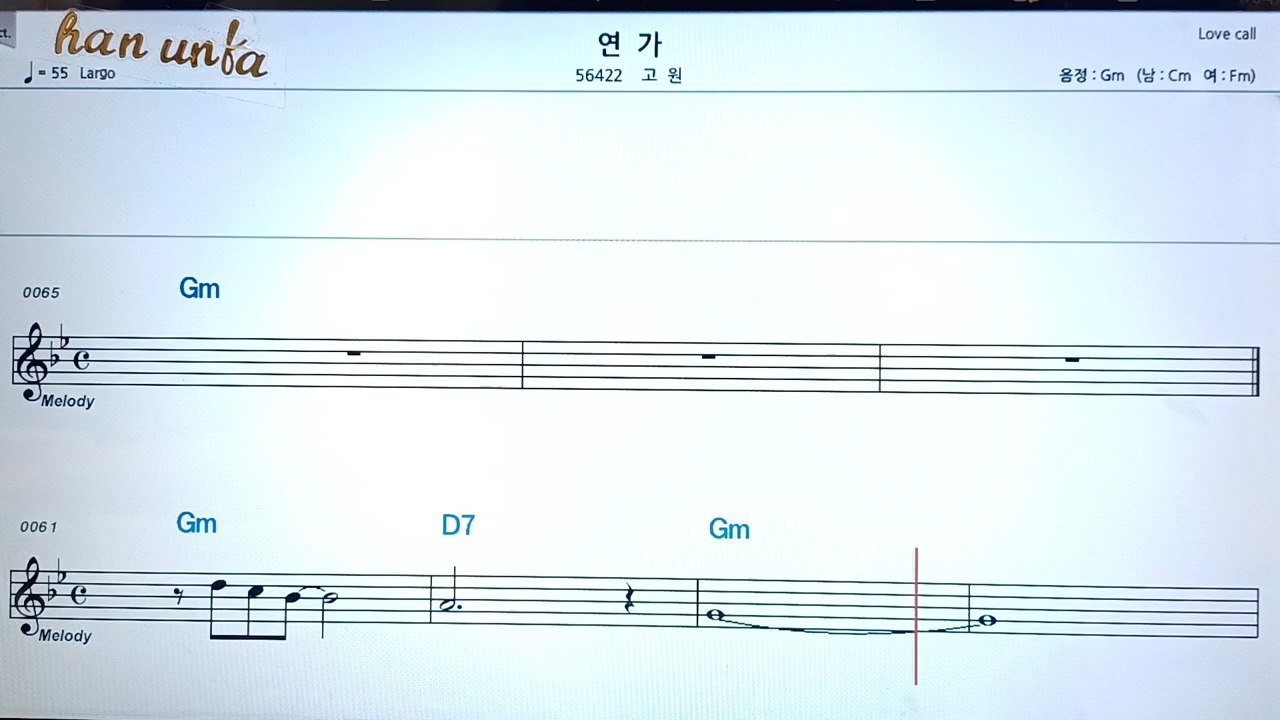 ct.
han unfa
연 가
Love call
♩ = 55 Largo
56422 고 원
음정 : Gm (남 : Cm 여 : Fm)
0065
Gm
Melody
0061
Gm D7 Gm
Melody